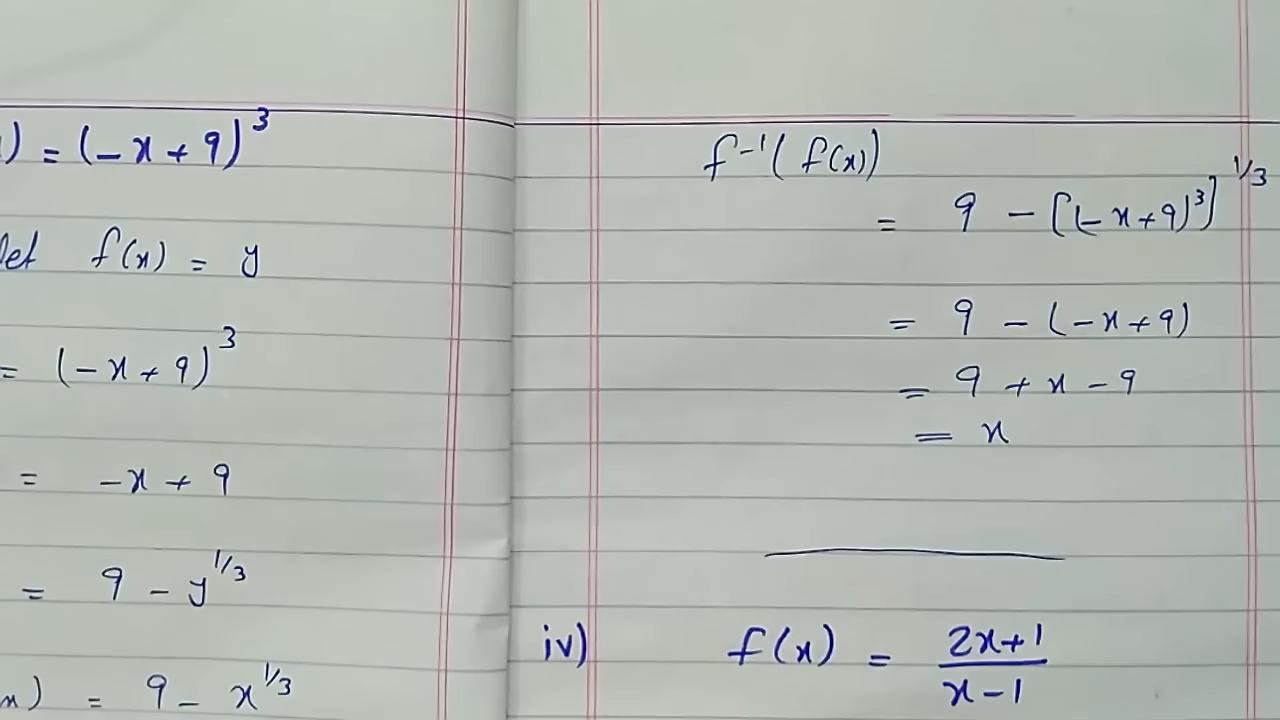 ) = (-x + 9)^3
let f(x) = y
= (-x + 9)^3
= -x + 9
= 9 - y^1/3
x) = 9 - x^1/3
f^-1( f(x))
= 9 - [(-x+9)^3]^1/3
= 9 - (-x+9)
= 9 + x - 9
= x
iv) f(x) = 2x+1 / x-1